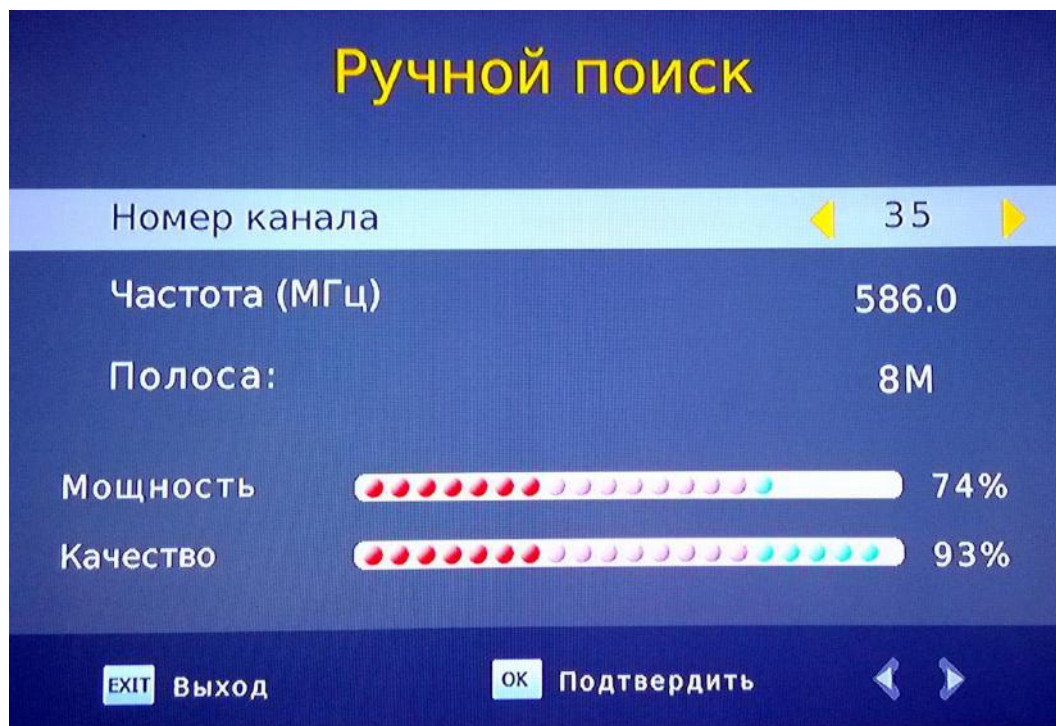 Ручной поиск
Номер канала 35
Частота (МГц) 586.0
Полоса: 8M
Мощность 74%
Качество 93%
EXIT Выход OK Подтвердить